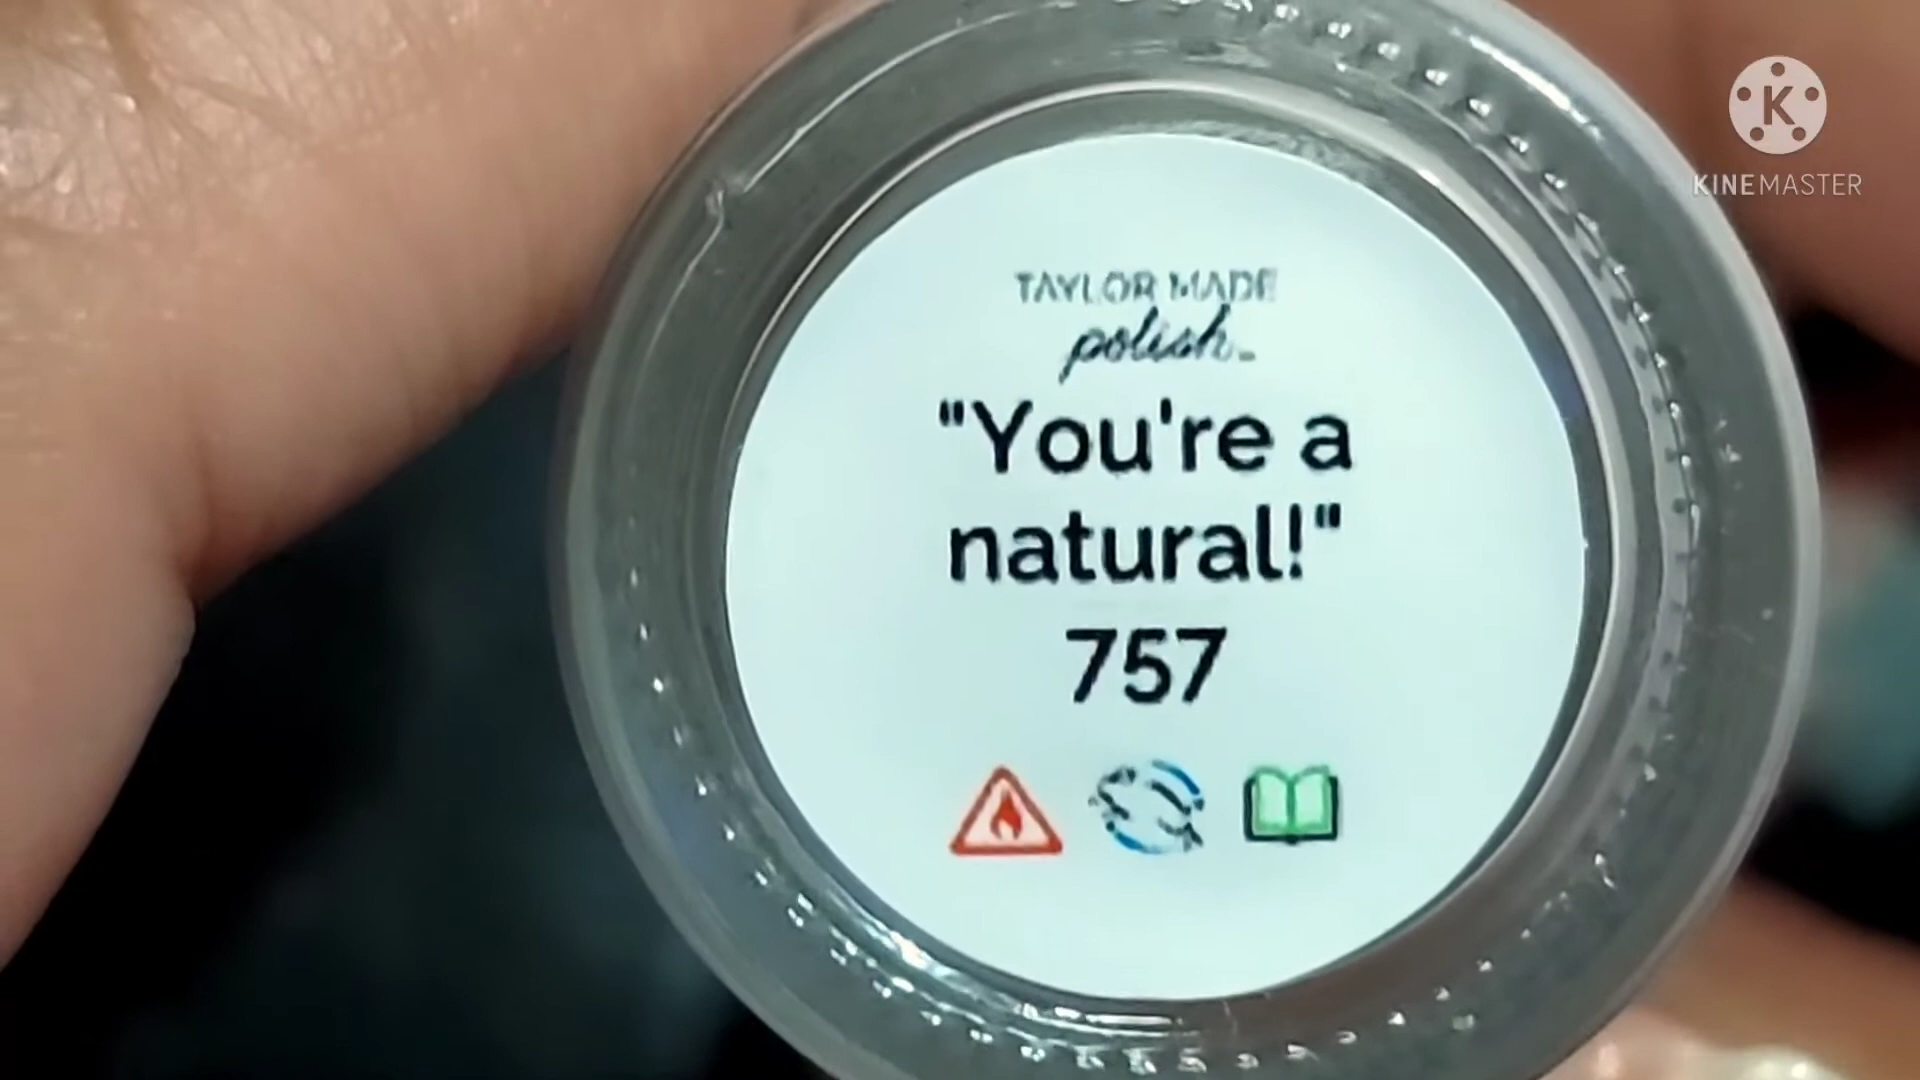 TAYLOR MADE
polish
"You're a
natural!"
757
K
KINEMASTER